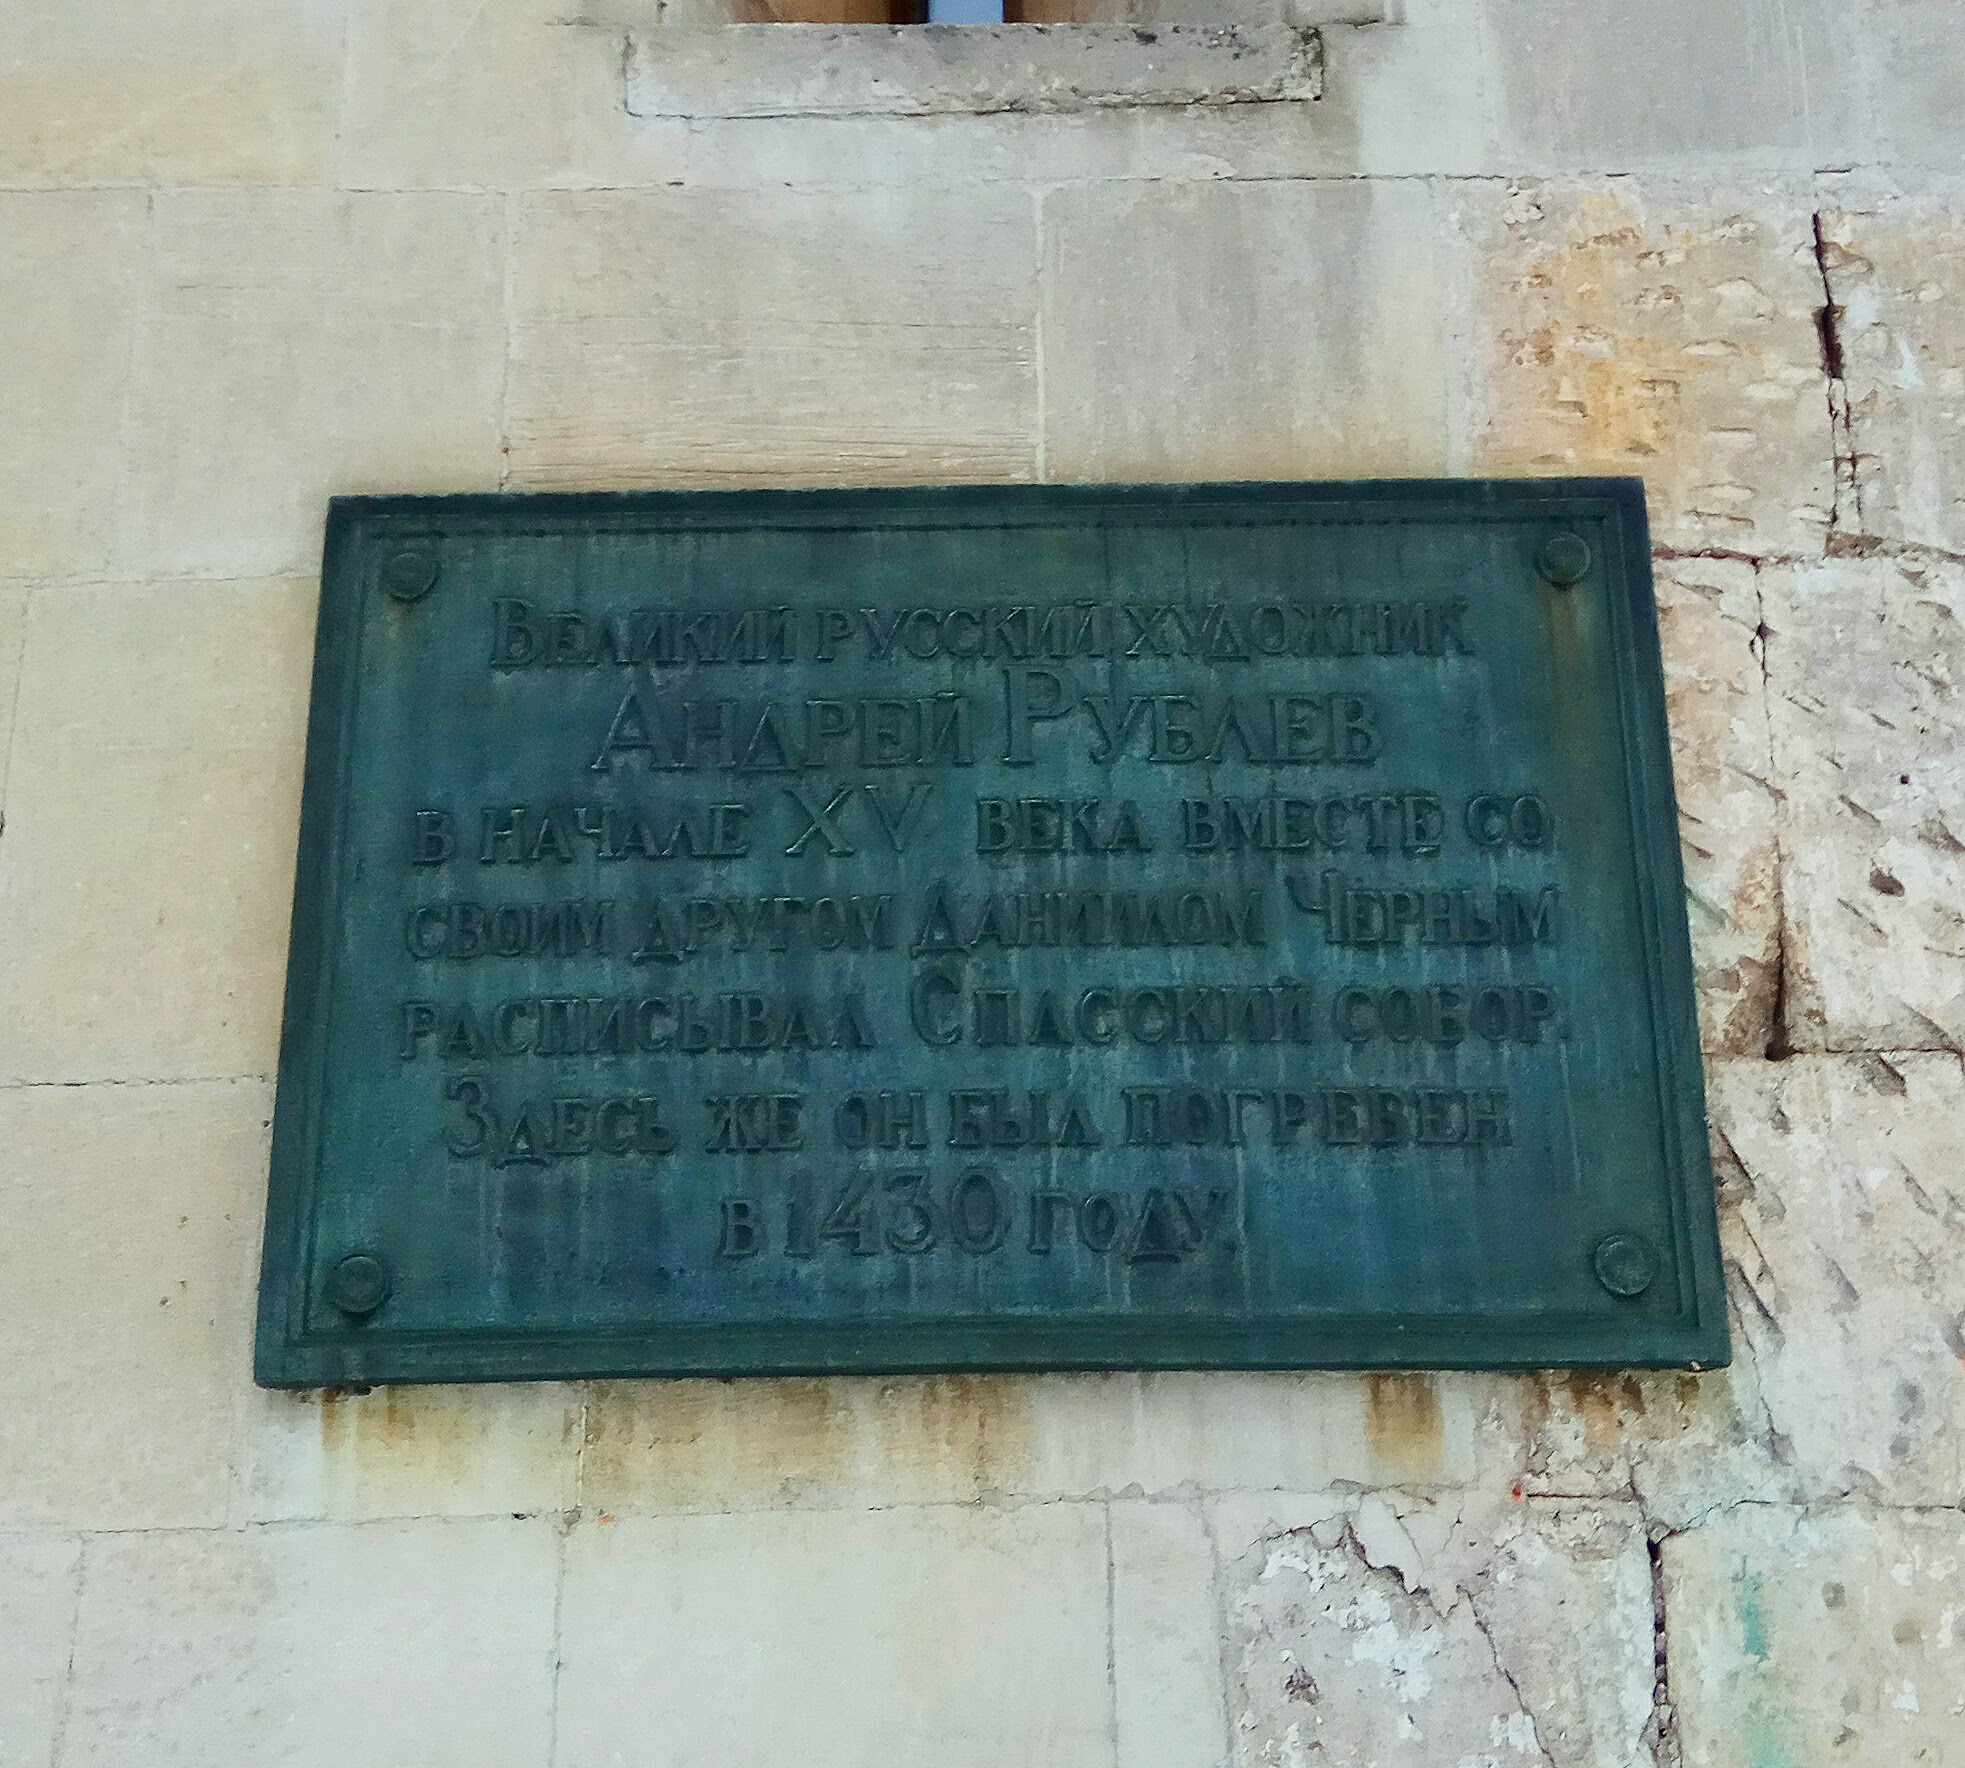 Великий русский художник
Андрей Рублев
в начале XV века вместе со
своим другом Даниилом Черным
расписывал Спасский собор.
Здесь же он был погребен
в 1430 году.